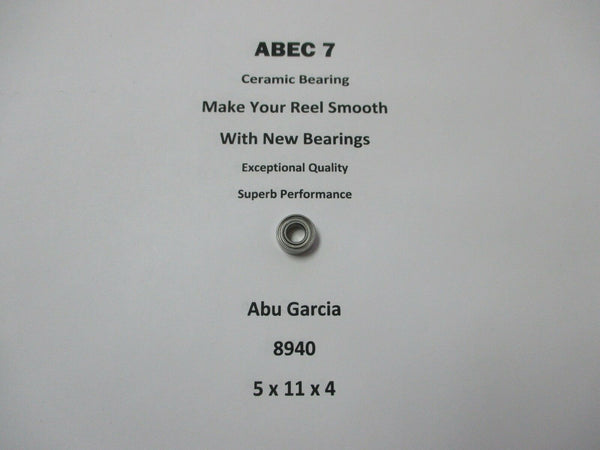 ABEC 7
Ceramic Bearing
Make Your Reel Smooth
With New Bearings
Exceptional Quality
Superb Performance
Abu Garcia
8940
5 x 11 x 4